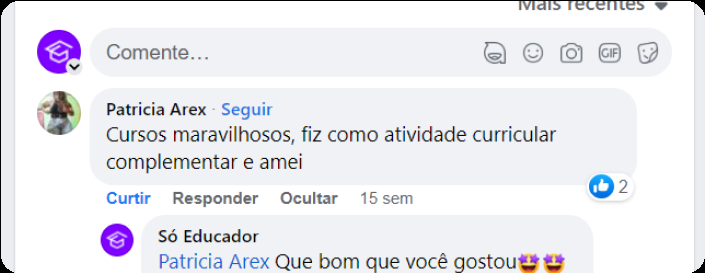 Mais recentes
Comente...
GIF
Patricia Arex · Seguir
Cursos maravilhosos, fiz como atividade curricular
complementar e amei
2
Curtir Responder Ocultar 15 sem
Só Educador
Patricia Arex Que bom que você gostou🤩🤩